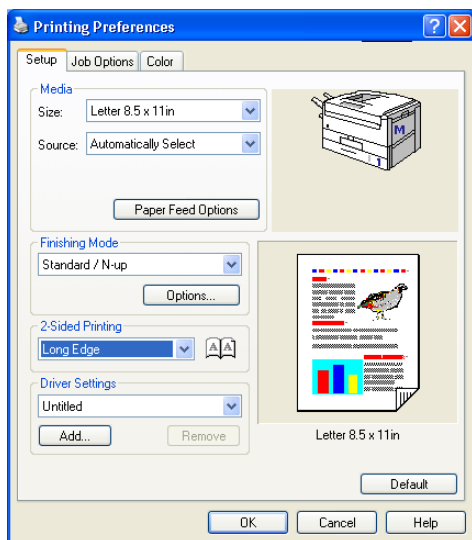 Printing Preferences
Setup Job Options Color
Media
Size: Letter 8.5 x 11in
Source: Automatically Select
Paper Feed Options
M
1
Finishing Mode
Standard / N-up
Options...
2-Sided Printing
Long Edge
A A
Driver Settings
Untitled
Add... Remove
Letter 8.5 x 11in
Default
OK Cancel Help